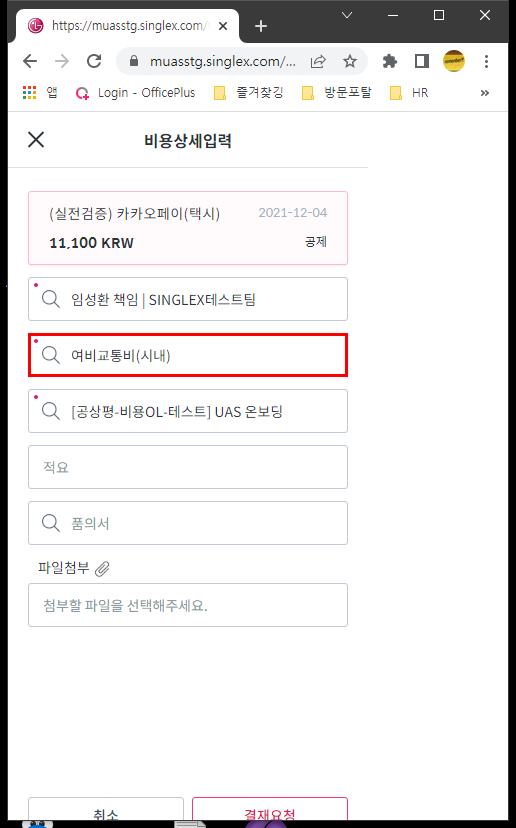 https://muasstg.singlex.com/
muasstg.singlex.com/...
앱
Login - OfficePlus
즐겨찾깅
방문포탈
HR
비용상세입력
(실전검증) 카카오페이(택시) 2021-12-04
11,100 KRW 공제
임성환 책임 | SINGLEX테스트팀
여비교통비(시내)
[공상평-비용OL-테스트] UAS 온보딩
적요
품의서
파일첨부
첨부할 파일을 선택해주세요.
취소 결재요청